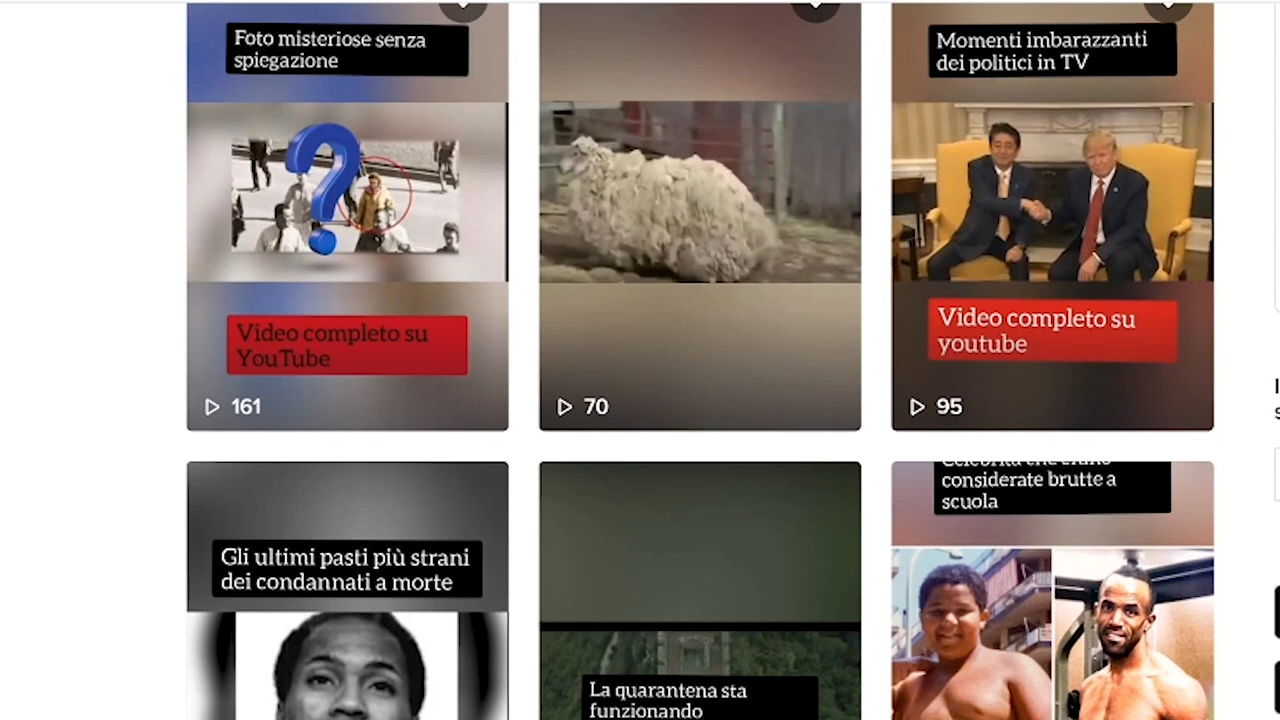 Foto misteriose senza
spiegazione
Video completo su
YouTube
161
70
Momenti imbarazzanti
dei politici in TV
Video completo su
youtube
95
Gli ultimi pasti più strani
dei condannati a morte
La quarantena sta
funzionando
considerate brutte a
scuola